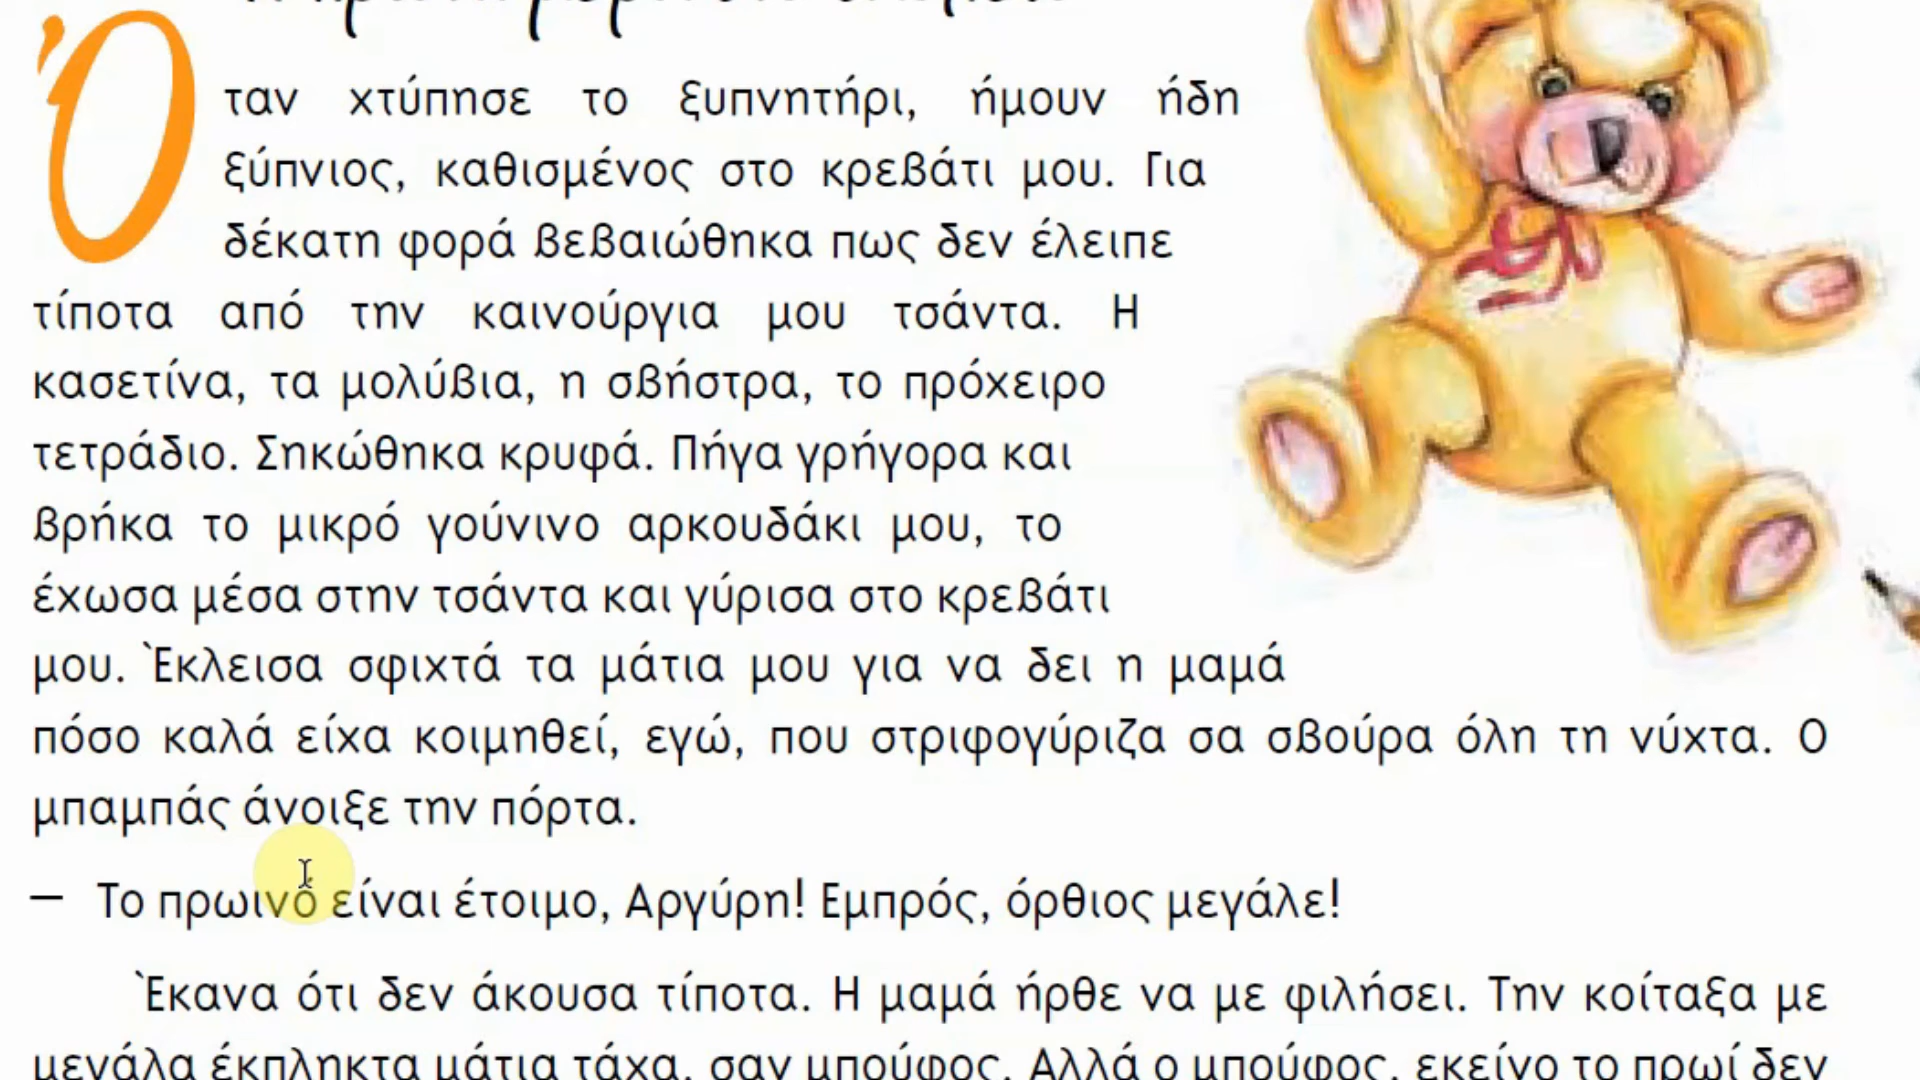 Όταν χτύπησε το ξυπνητήρι, ήμουν ήδη
ξύπνιος, καθισμένος στο κρεβάτι μου. Για
δέκατη φορά βεβαιώθηκα πως δεν έλειπε
τίποτα από την καινούργια μου τσάντα. Η
κασετίνα, τα μολύβια, η σβήστρα, το πρόχειρο
τετράδιο. Σηκώθηκα κρυφά. Πήγα γρήγορα και
βρήκα το μικρό γούνινο αρκουδάκι μου, το
έχωσα μέσα στην τσάντα και γύρισα στο κρεβάτι
μου. Έκλεισα σφιχτά τα μάτια μου για να δει η μαμά
πόσο καλά είχα κοιμηθεί, εγώ, που στριφογύριζα σα σβούρα όλη τη νύχτα. Ο
μπαμπάς άνοιξε την πόρτα.
– Το πρωινό είναι έτοιμο, Αργύρη! Εμπρός, όρθιος μεγάλε!
Έκανα ότι δεν άκουσα τίποτα. Η μαμά ήρθε να με φιλήσει. Την κοίταξα με
μεγάλα έκπληκτα μάτια τάχα, σαν μπούφος. Αλλά ο μπούφος, εκείνο το πρωί δεν